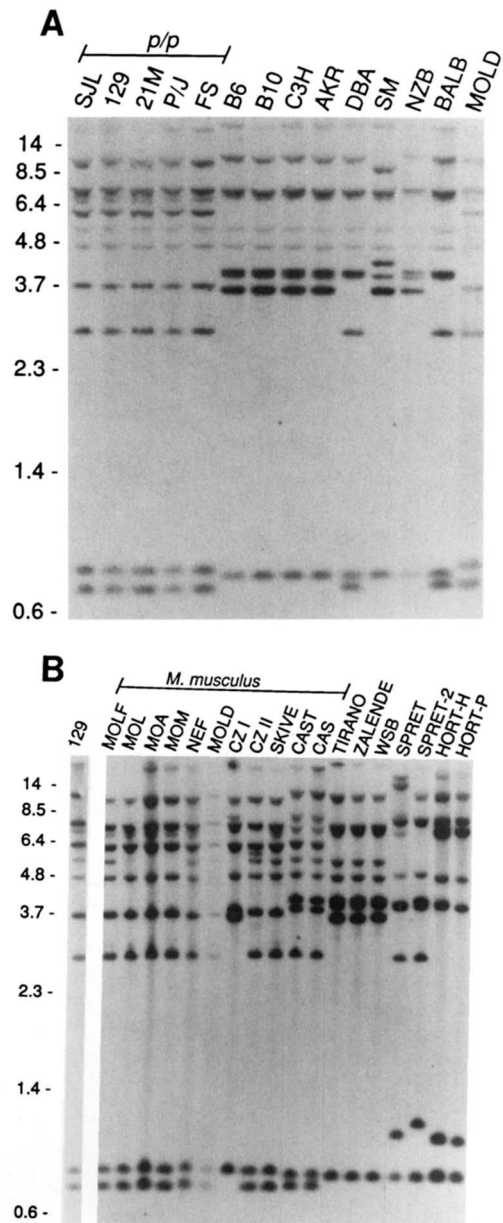 A
p/p
SJL 129 21M P/J FS B6 B10 C3H AKR DBA SM NZB BALB MOLD
14 -
8.5 -
6.4 -
4.8 -
3.7 -
2.3 -
1.4 -
0.6 -
B
M. musculus
129 MOLF MOL MOA MOM NEF MOLD CZ I CZ II SKIVE CAST CAS TIRANO ZALENDE WSB SPRET SPRET-2 HORT-H HORT-P
14 -
8.5 -
6.4 -
4.8 -
3.7 -
2.3 -
1.4 -
0.6 -